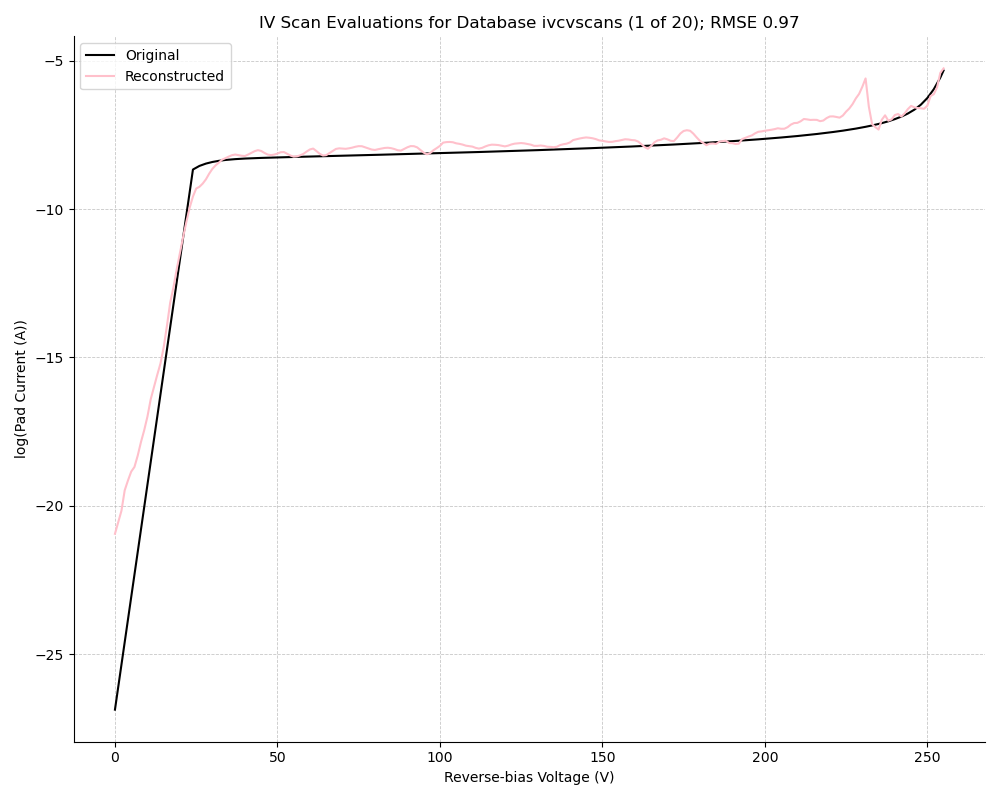 IV Scan Evaluations for Database ivcvscans (1 of 20); RMSE 0.97
Original
Reconstructed
log(Pad Current (A))
−5
−10
−15
−20
−25
0
50
100
150
200
250
Reverse-bias Voltage (V)